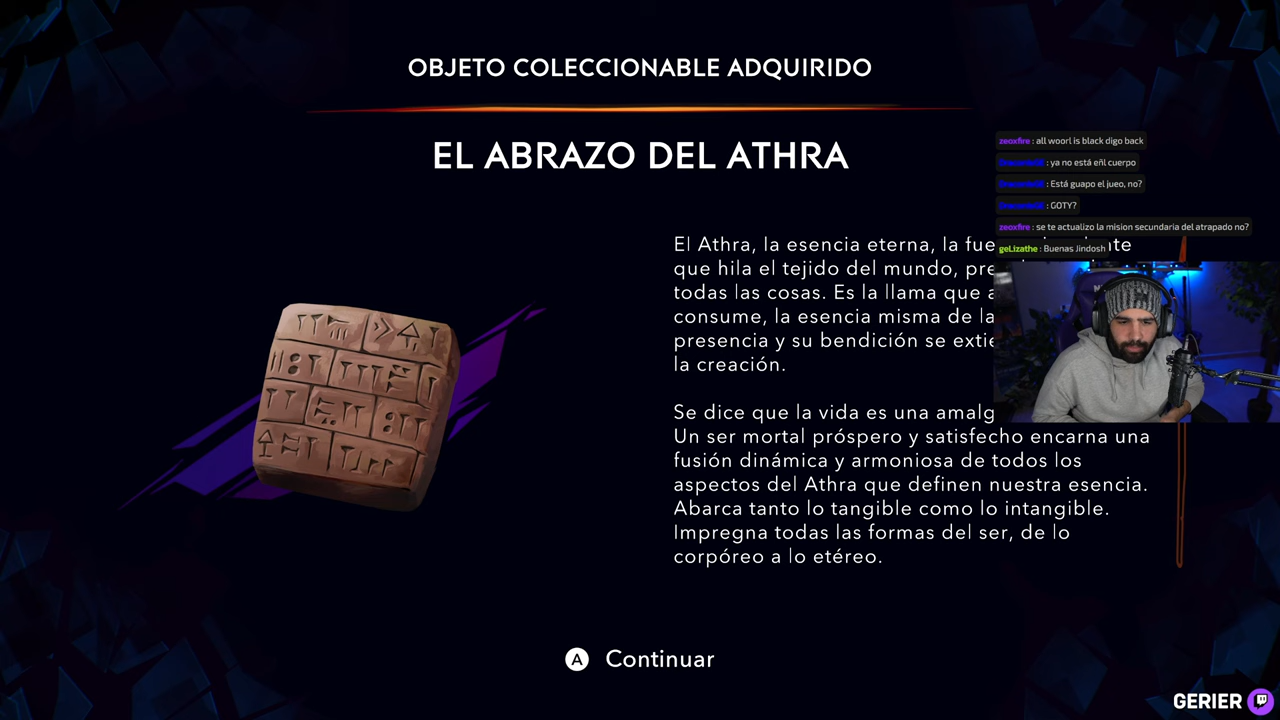 OBJETO COLECCIONABLE ADQUIRIDO
EL ABRAZO DEL ATHRA
zeoxfire : all woorl is black digo back
: ya no está eñl cuerpo
: Está guapo el jueo, no?
: GOTY?
zeoxfire : se te actualizo la mision secundaria del atrapado no?
geLizathe : Buenas Jindosh
El Athra, la esencia eterna, la
que hila el tejido del mundo,
todas las cosas. Es la llama que
consume, la esencia misma de la
presencia y su bendición se
la creación.
Se dice que la vida es una
Un ser mortal próspero y satisfecho encarna una
fusión dinámica y armoniosa de todos los
aspectos del Athra que definen nuestra esencia.
Abarca tanto lo tangible como lo intangible.
Impregna todas las formas del ser, de lo
corpóreo a lo etéreo.
A Continuar
GERIER